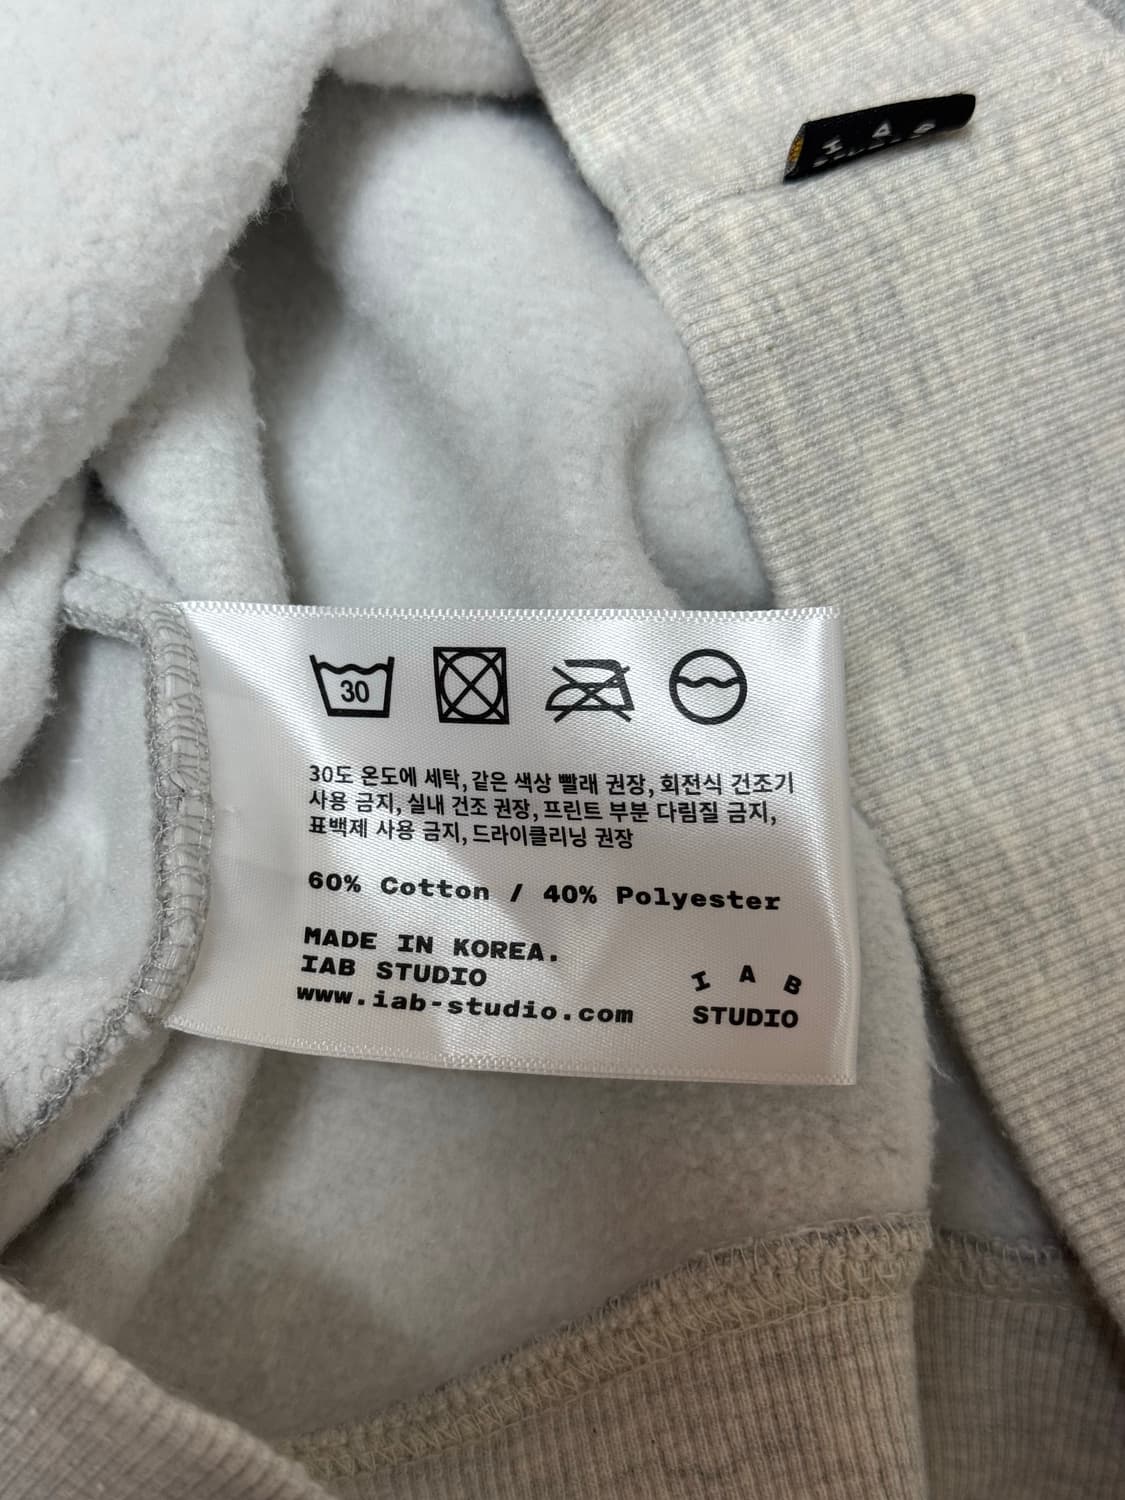 I A B
STUDIO
30
30도 온도에 세탁, 같은 색상 빨래 권장, 회전식 건조기
사용 금지, 실내 건조 권장, 프린트 부분 다림질 금지,
표백제 사용 금지, 드라이클리닝 권장
60% Cotton / 40% Polyester
MADE IN KOREA.
IAB STUDIO
www.iab-studio.com
I A B
STUDIO